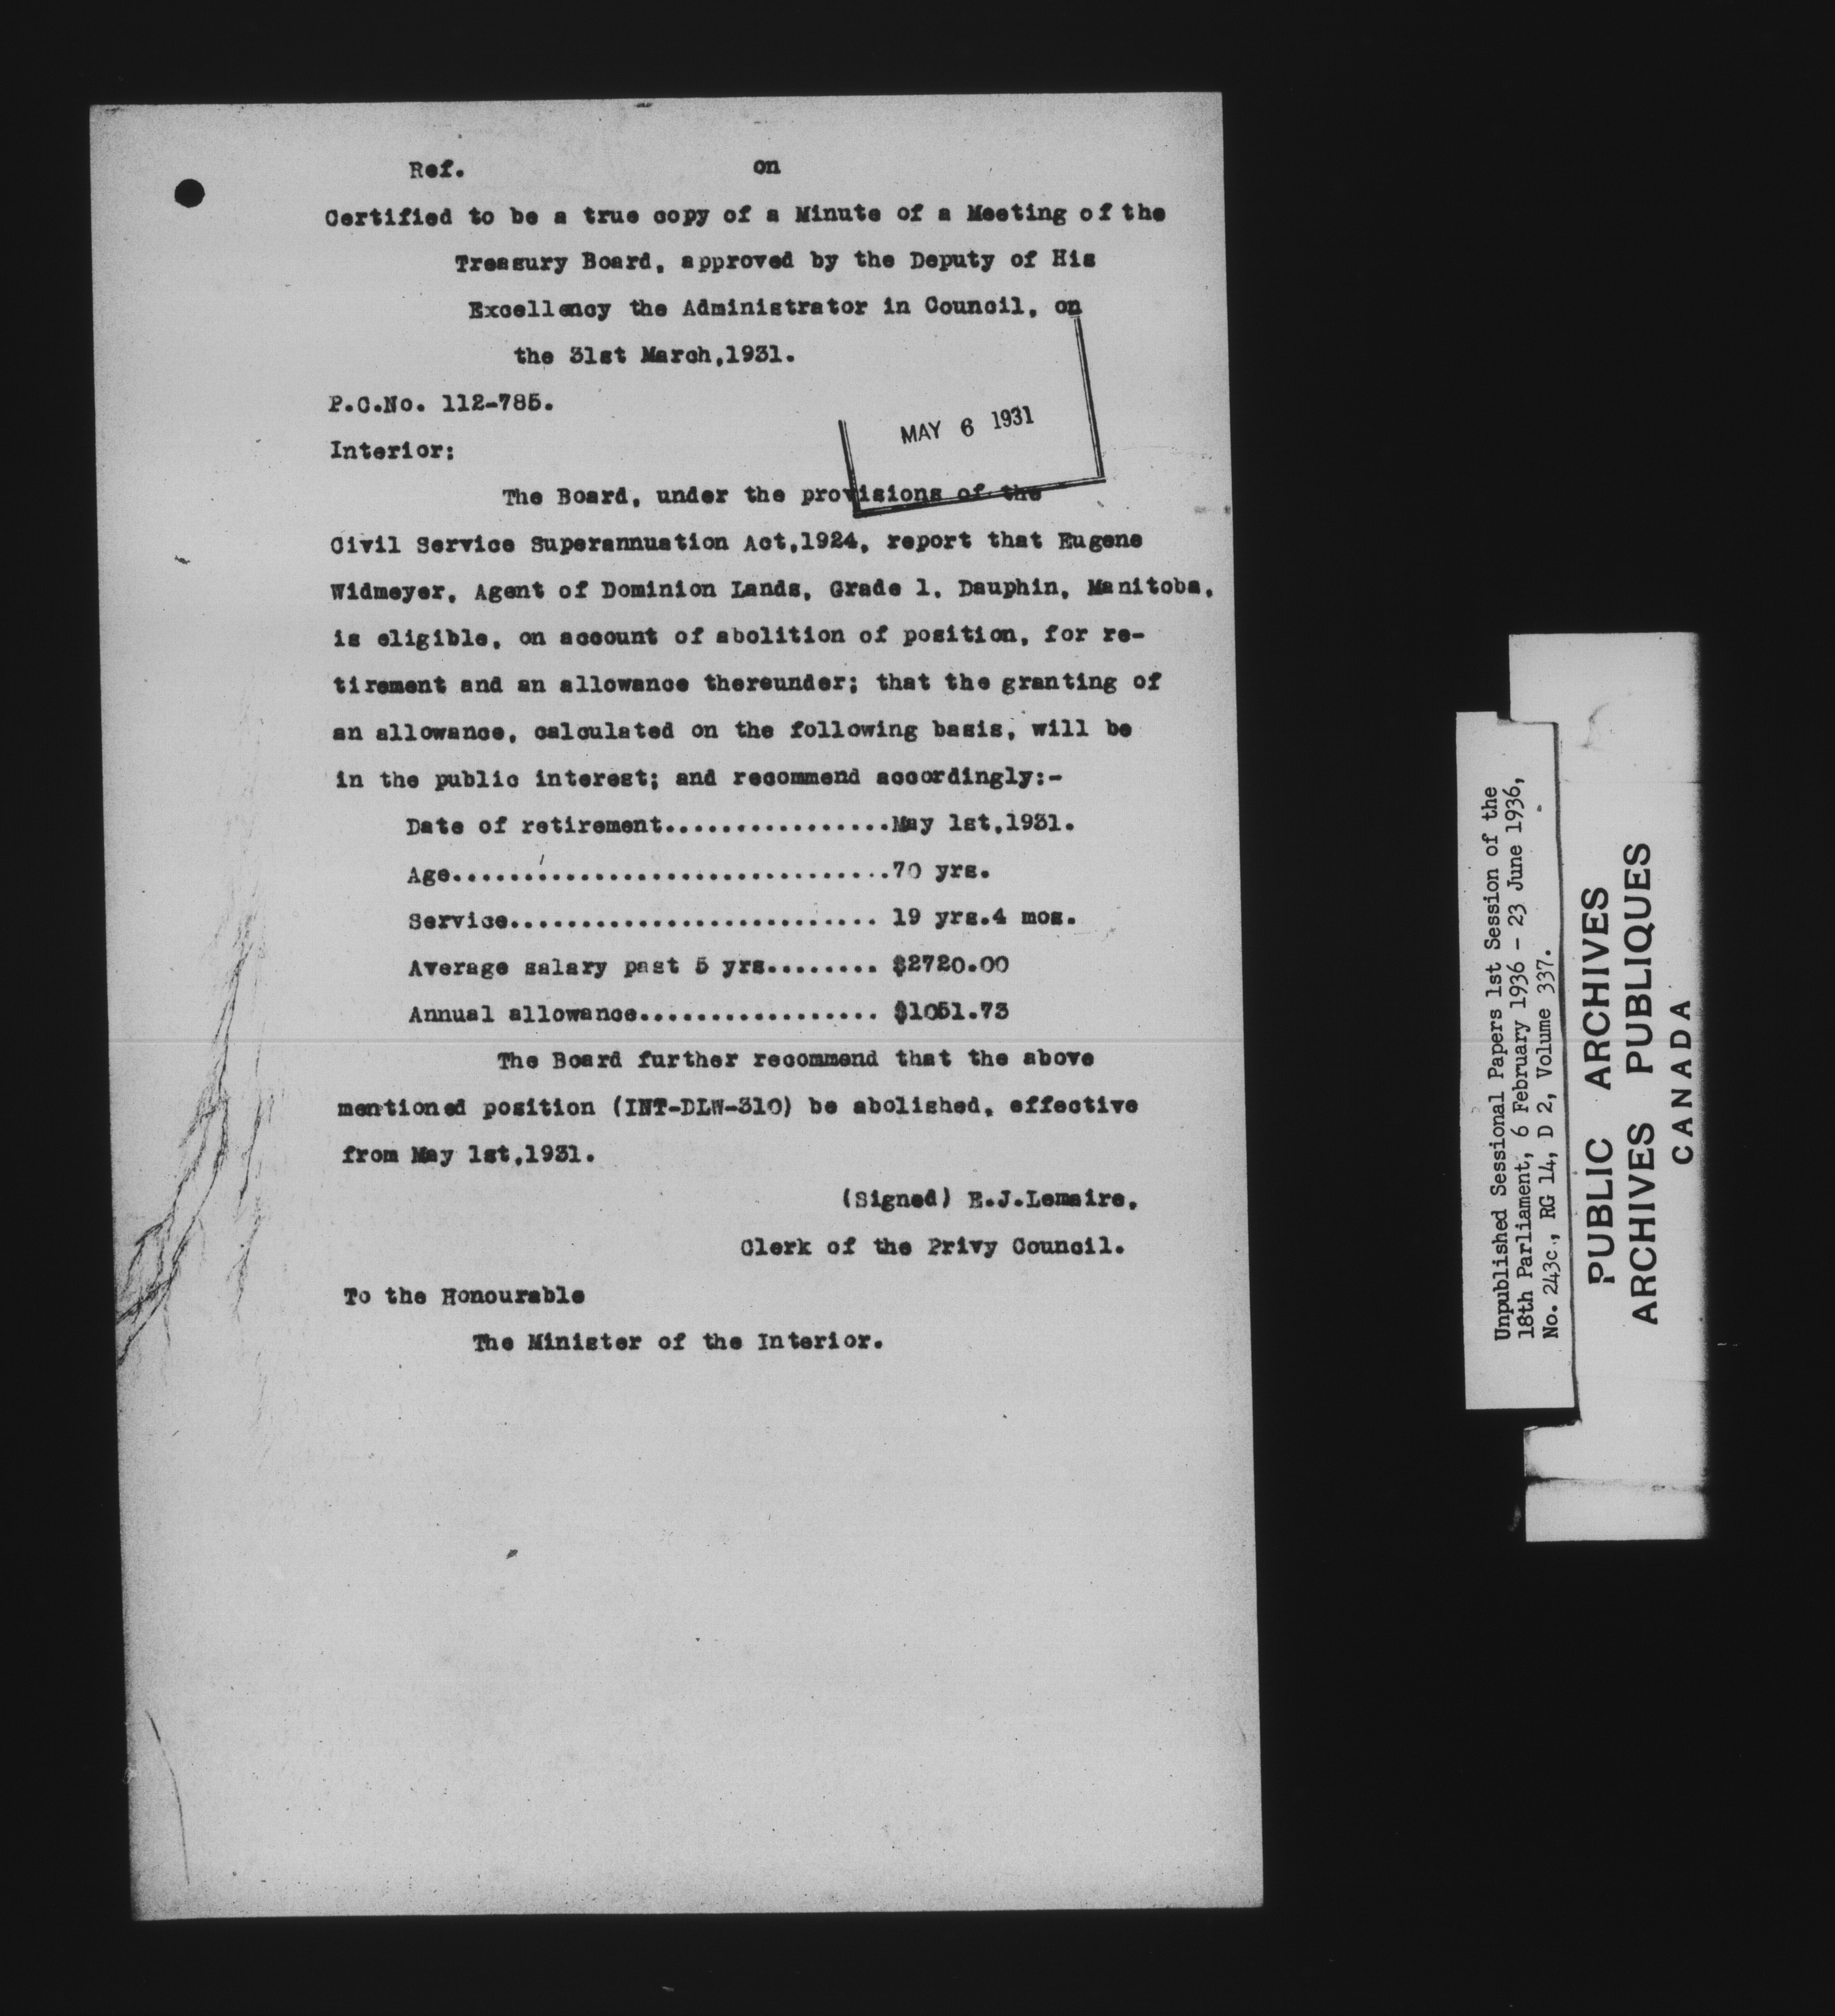 Ref. on
Certified to be a true copy of a Minute of a Meeting of the
Treasury Board, approved by the Deputy of His
Excellency the Administrator in Council, on
the 31st March,1931.
P.C.No. 112-785.
MAY 6 1931
Interior:
The Board, under the provisions of the
Civil Service Superannuation Act,1924, report that Eugene
Widmeyer, Agent of Dominion Lands, Grade 1, Dauphin, Manitoba,
is eligible, on account of abolition of position, for re-
tirement and an allowance thereunder; that the granting of
an allowance, calculated on the following basis, will be
in the public interest; and recommend accordingly:-
Date of retirement................May 1st,1931.
Age...............................70 yrs.
Service.......................... 19 yrs.4 mos.
Average salary past 5 yrs........ $2720.00
Annual allowance................. $1051.73
The Board further recommend that the above
mentioned position (INT-DLW-310) be abolished, effective
from May 1st,1931.
(Signed) E.J.Lemaire,
Clerk of the Privy Council.
To the Honourable
The Minister of the Interior.
Unpublished Sessional Papers 1st Session of the
18th Parliament, 6 February 1936 - 23 June 1936,
No. 243c., RG 14, D 2, Volume 337.
PUBLIC ARCHIVES
ARCHIVES PUBLIQUES
CANADA